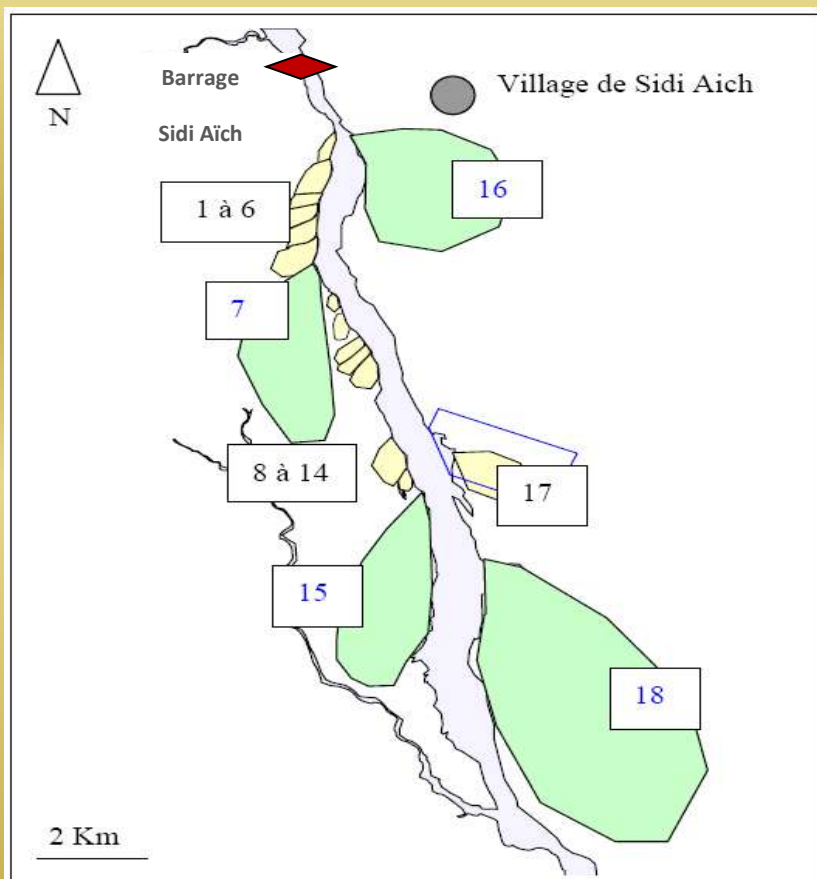 Barrage
Sidi Aïch
N
Village de Sidi Aich
1 à 6
16
7
8 à 14
17
15
18
2 Km